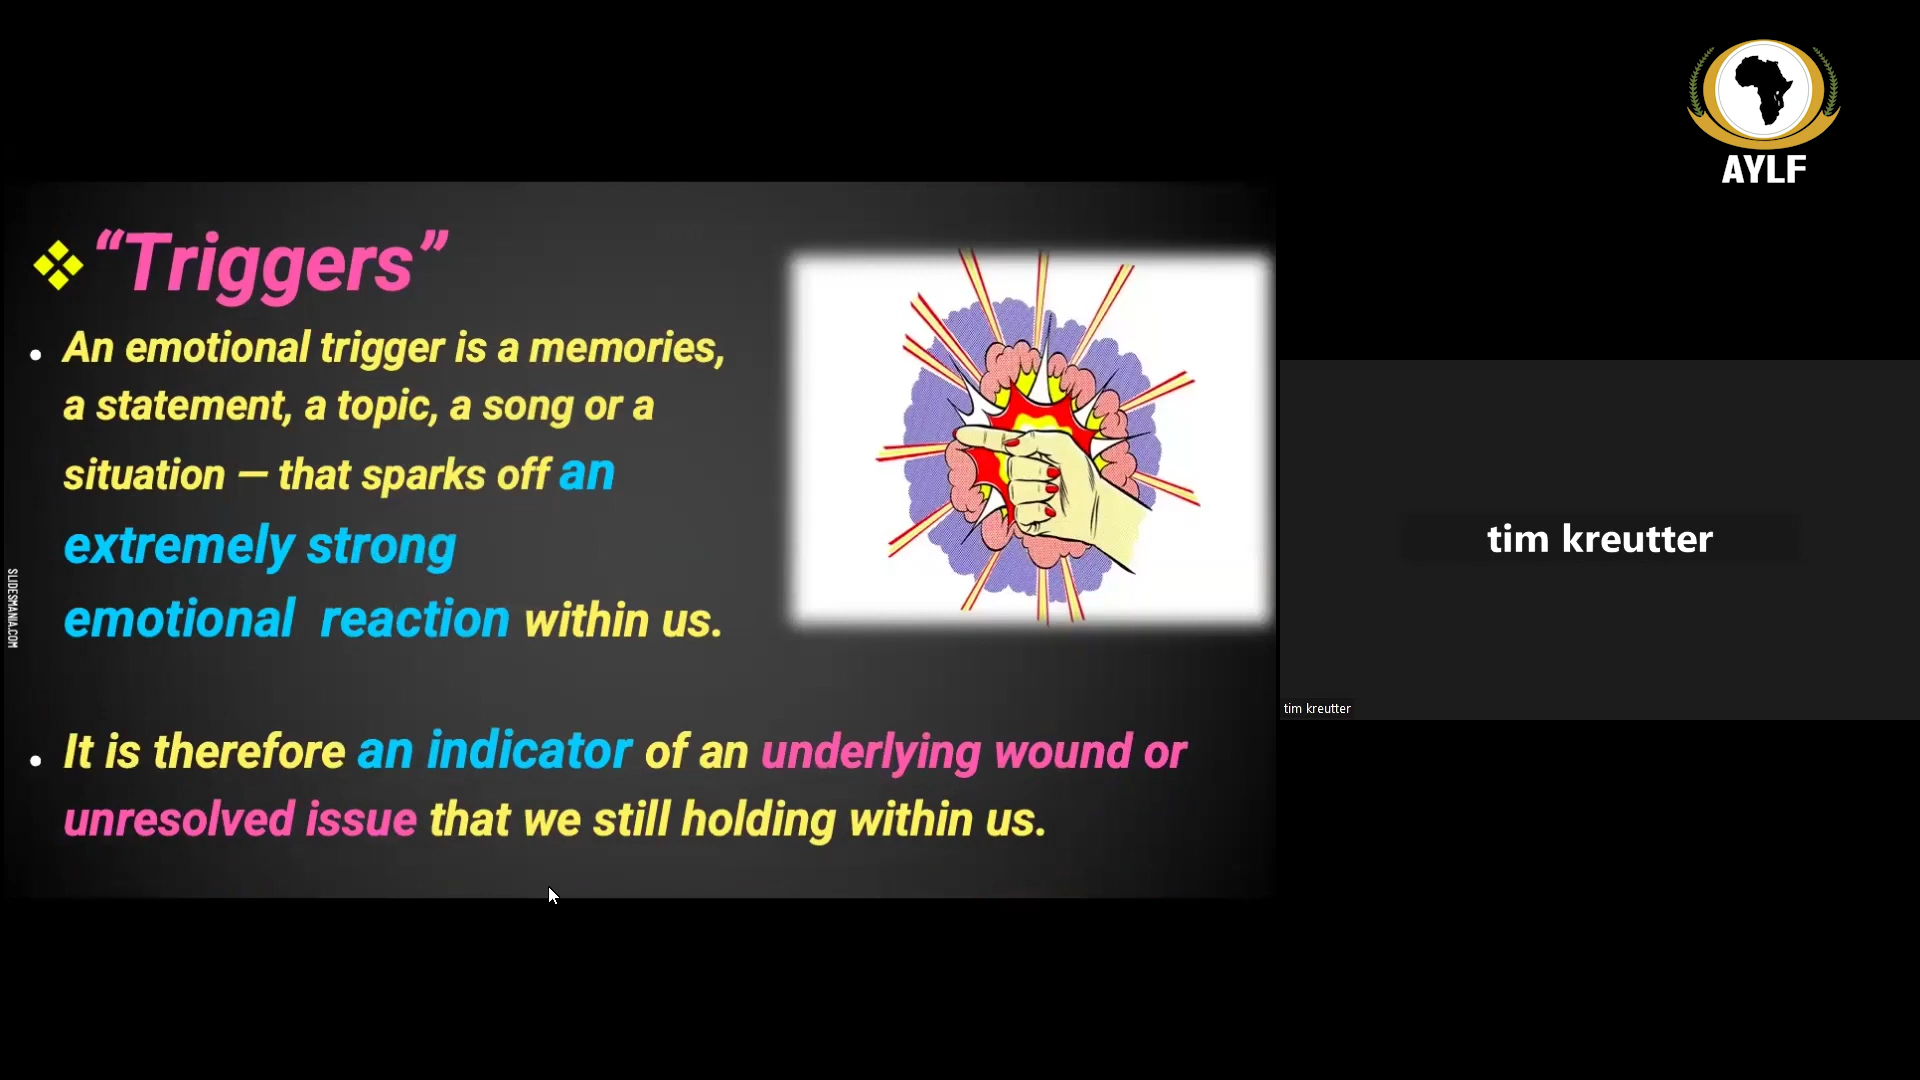 AYLF
“Triggers”
An emotional trigger is a memories,
a statement, a topic, a song or a
situation — that sparks off an
extremely strong
emotional reaction within us.
It is therefore an indicator of an underlying wound or
unresolved issue that we still holding within us.
SLIDESMANIA.COM
tim kreutter
tim kreutter